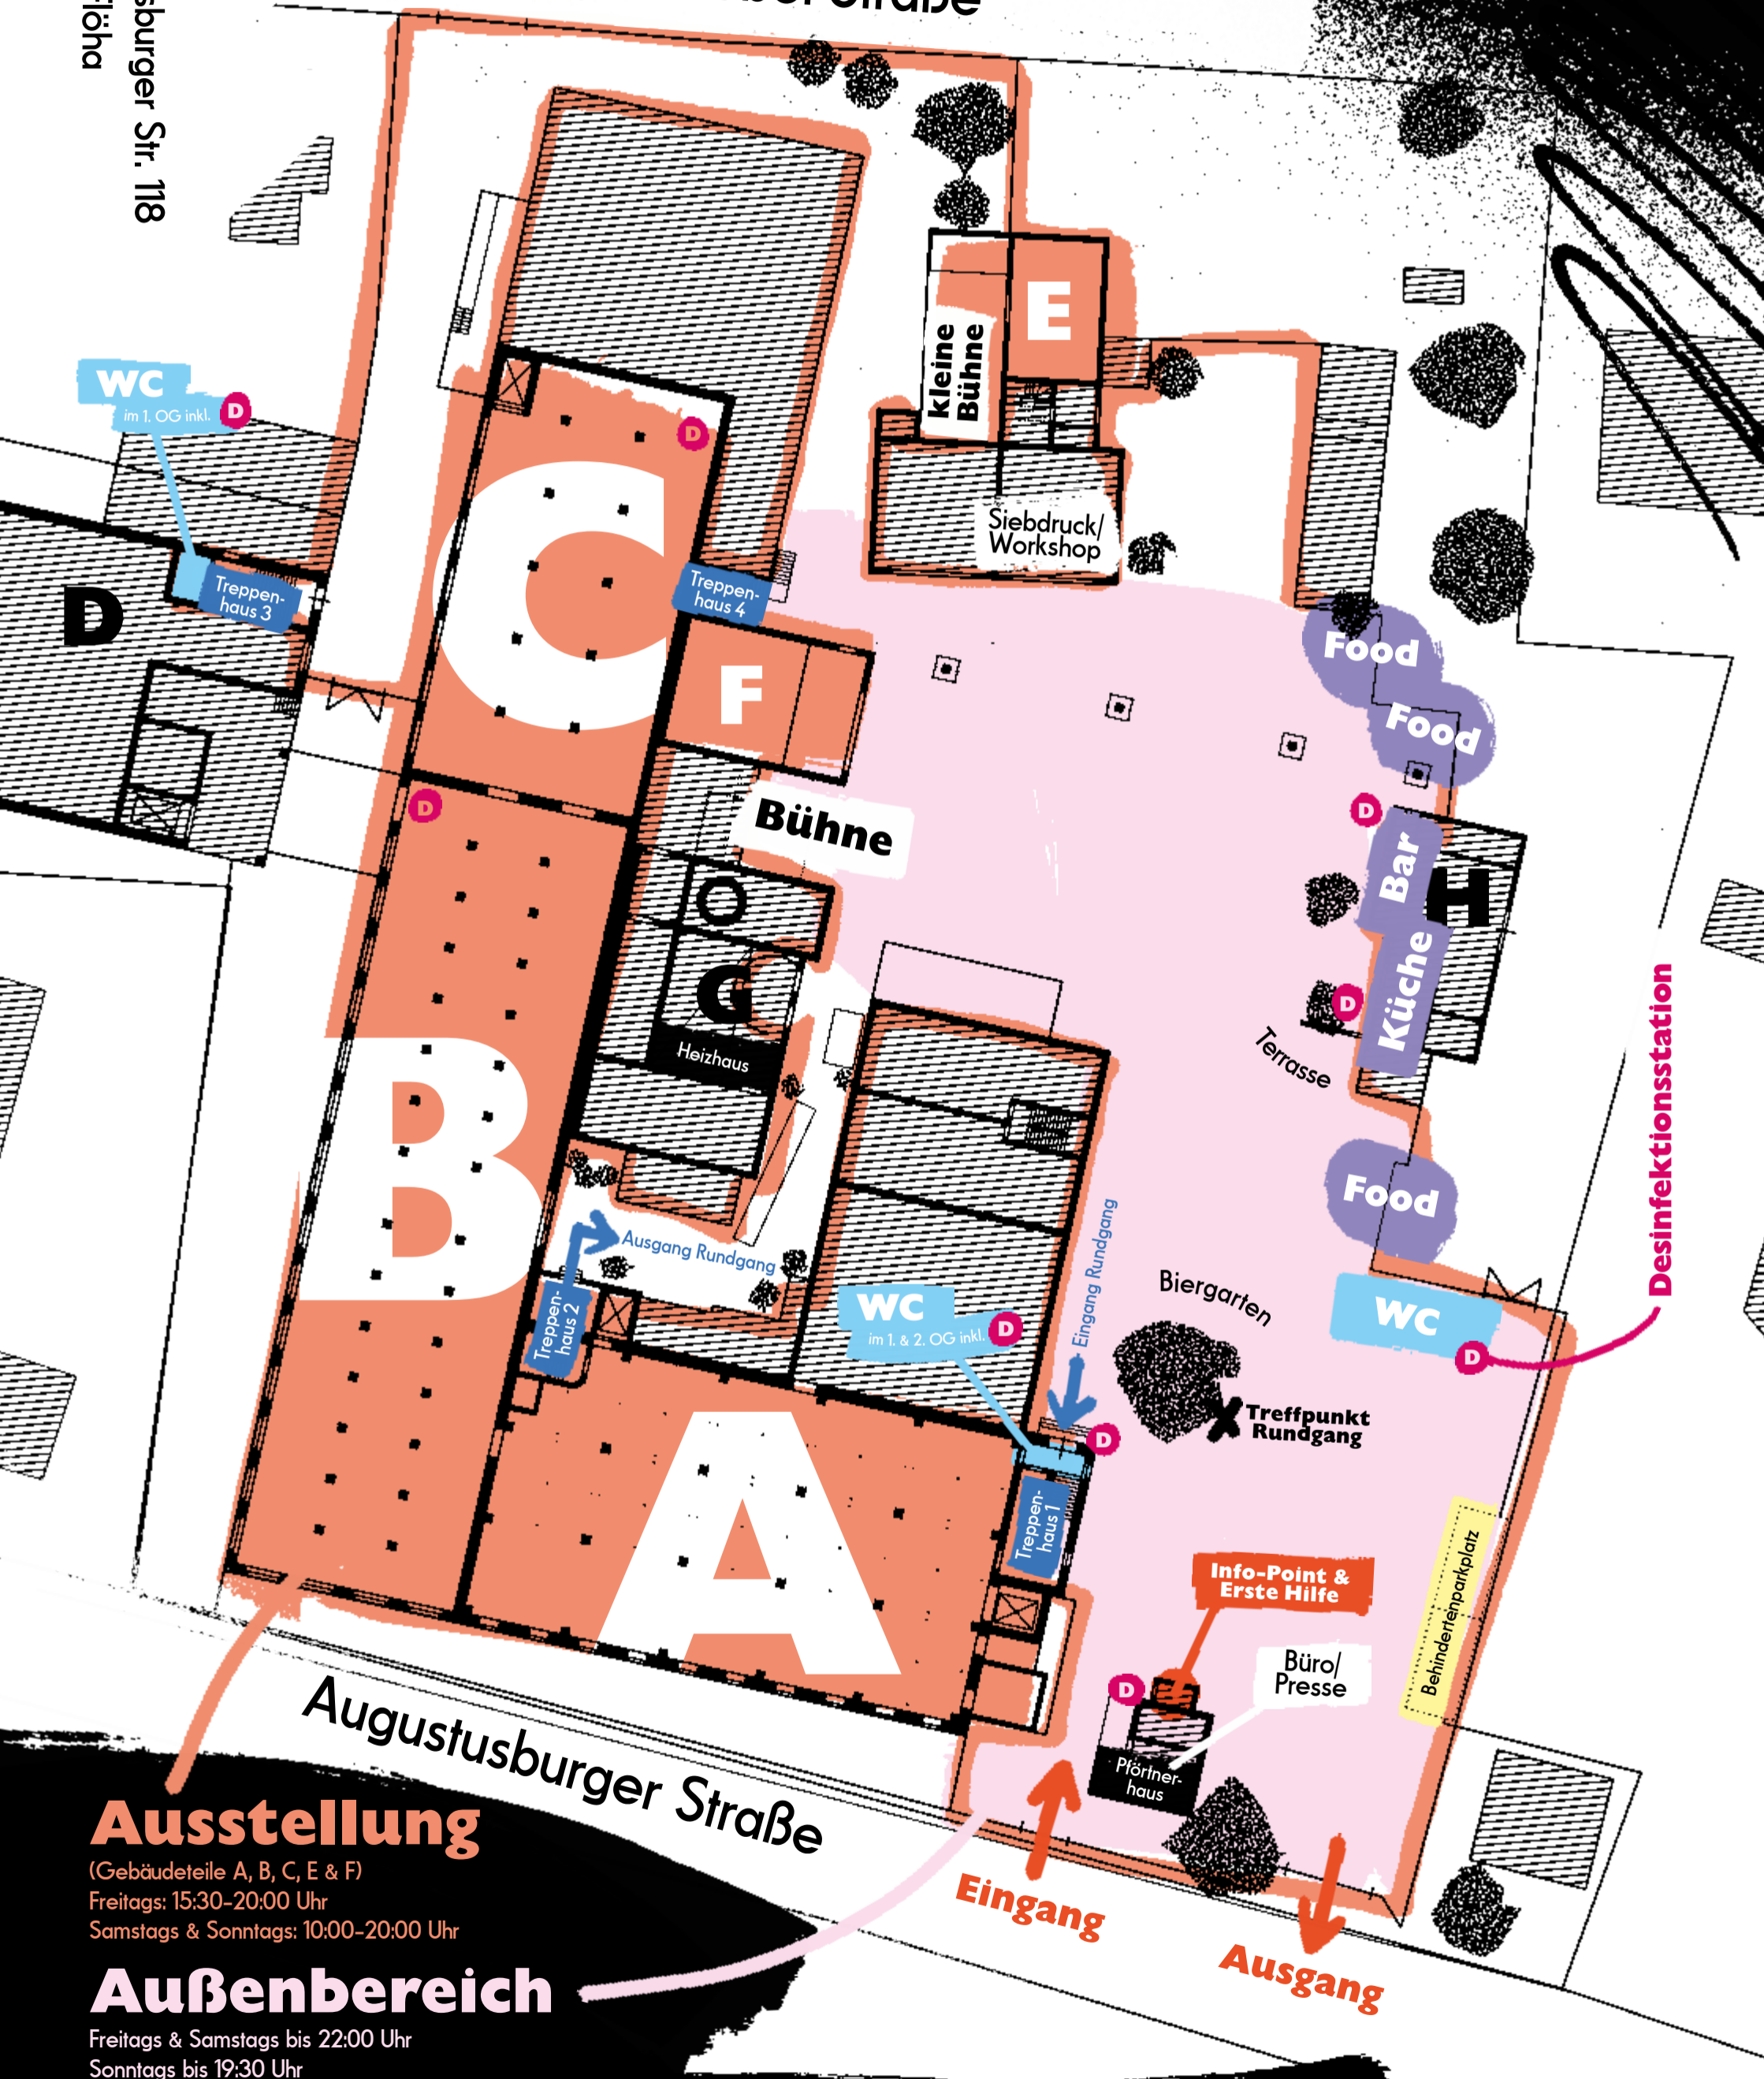 Straße
sburger Str. 118
löha
E
kleine
Bühne
Siebdruck/
Workshop
WC
im 1. OG inkl. D
D
C
Treppen-
haus 3
D
Treppen-
haus 4
F
Food
Food
D
D
Bühne
Bar
H
O
Küche
G
D
Heizhaus
Terrasse
B
Food
Ausgang Rundgang
Eingang Rundgang
Desinfektionsstation
Treppen-
haus 2
WC
im 1. & 2. OG inkl. D
Biergarten
WC
D
Treffpunkt
Rundgang
D
A
Treppen-
haus 1
Info-Point &
Erste Hilfe
Behindertenparkplatz
Büro/
Presse
D
Pförtner-
haus
Augustusburger Straße
Eingang
Ausgang
Ausstellung
(Gebäudeteile A, B, C, E & F)
Freitags: 15:30-20:00 Uhr
Samstags & Sonntags: 10:00-20:00 Uhr
Außenbereich
Freitags & Samstags bis 22:00 Uhr
Sonntags bis 19:30 Uhr